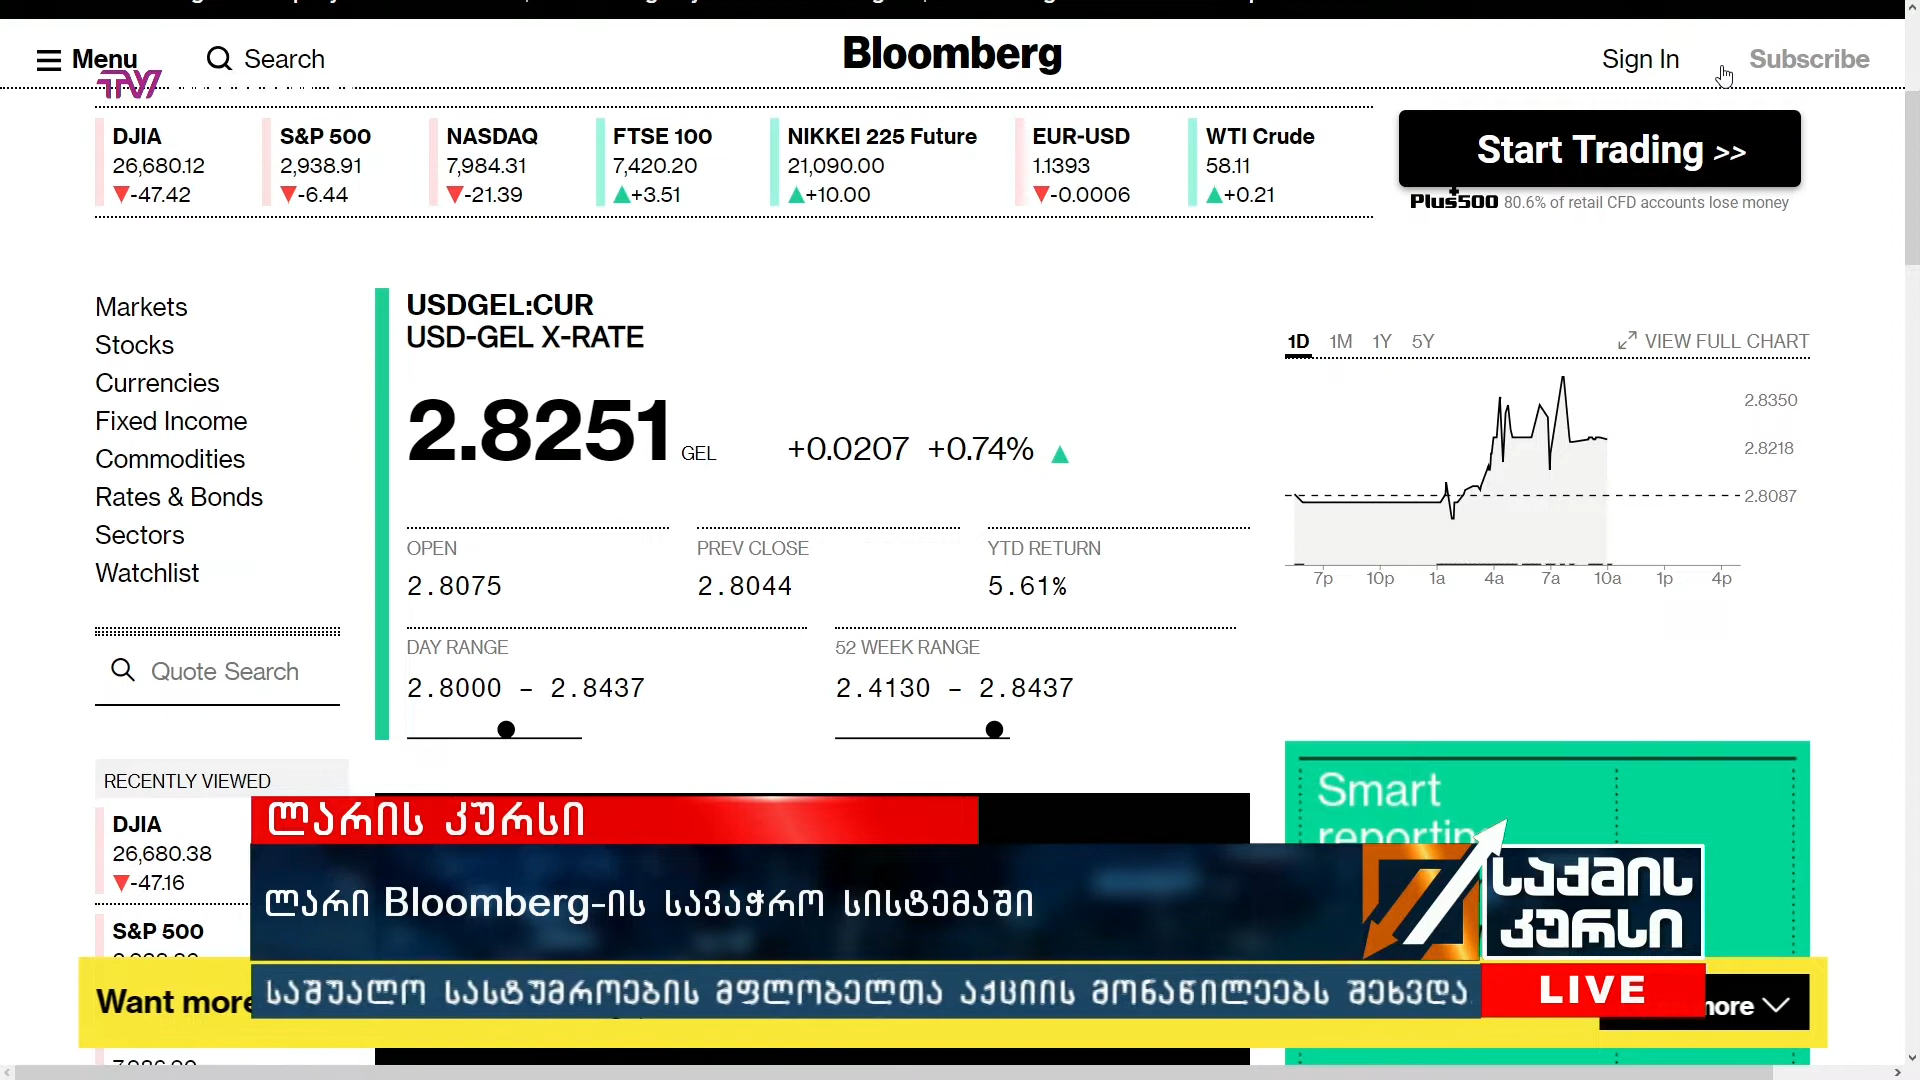 Menu
Search
Bloomberg
Sign In
Subscribe
TV
DJIA
26,680.12
-47.42
S&P 500
2,938.91
-6.44
NASDAQ
7,984.31
-21.39
FTSE 100
7,420.20
+3.51
NIKKEI 225 Future
21,090.00
+10.00
EUR-USD
1.1393
-0.0006
WTI Crude
58.11
+0.21
Start Trading >>
Plus500 80.6% of retail CFD accounts lose money
Markets
Stocks
Currencies
Fixed Income
Commodities
Rates & Bonds
Sectors
Watchlist
Quote Search
USDGEL:CUR
USD-GEL X-RATE
2.8251 GEL +0.0207 +0.74%
OPEN
2.8075
PREV CLOSE
2.8044
YTD RETURN
5.61%
DAY RANGE
2.8000 - 2.8437
52 WEEK RANGE
2.4130 - 2.8437
1D 1M 1Y 5Y VIEW FULL CHART
2.8350
2.8218
2.8087
7p 10p 1a 4a 7a 10a 1p 4p
RECENTLY VIEWED
DJIA
26,680.38
-47.16
S&P 500
Smart
reporting
ლარის კურსი
ლარი Bloomberg-ის სავაჭრო სისტემაში
საქმის
კურსი
Want more
საშუალო სასტუმროების მფლობელთა აქციის მონაწილეებს შეხვდა
LIVE
more